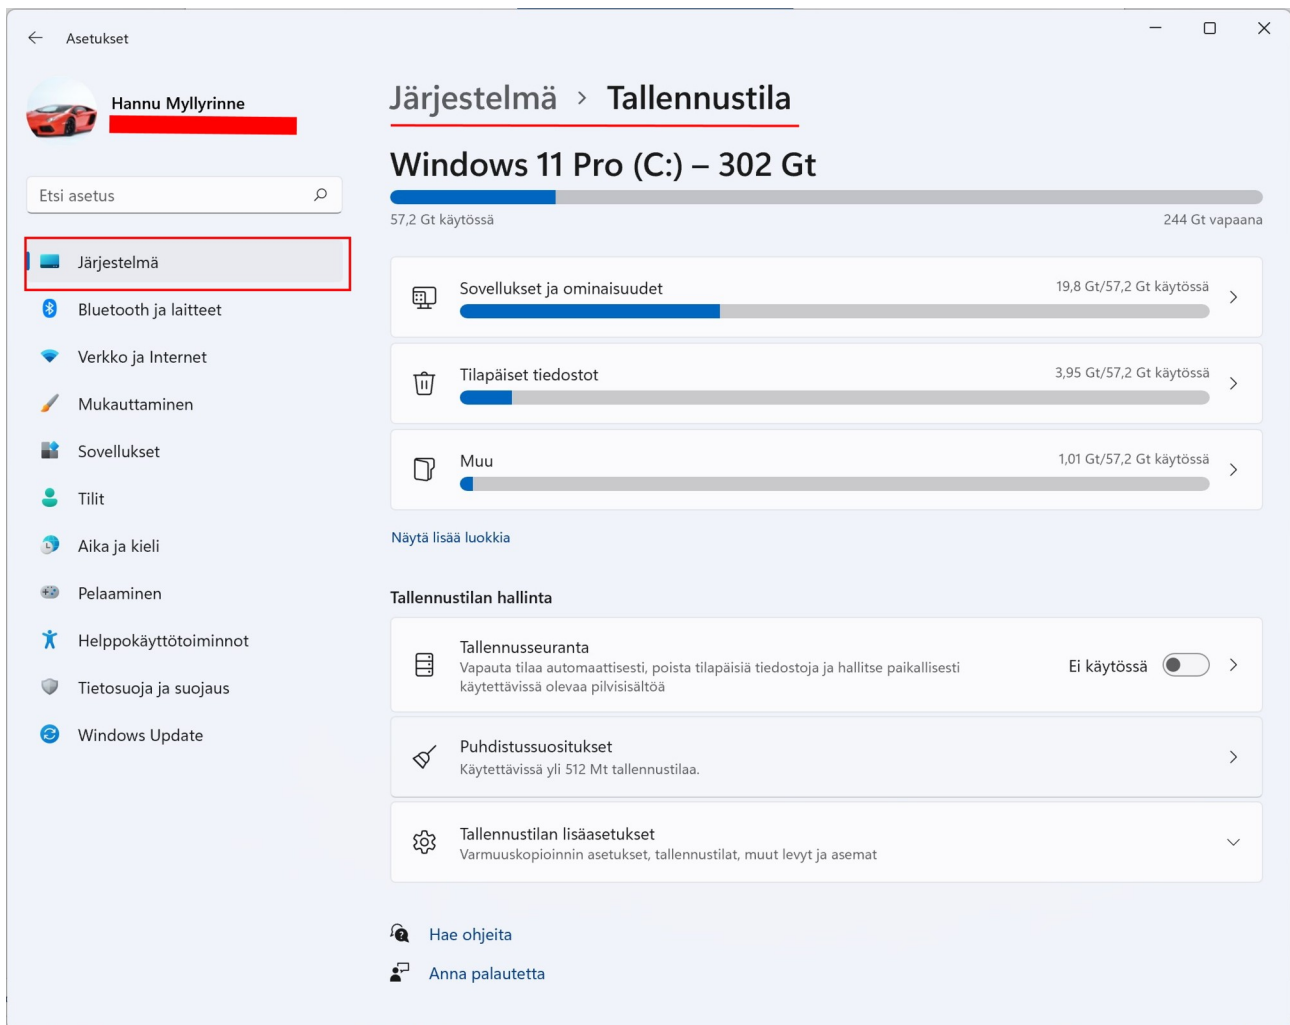 Asetukset
Hannu Myllyrinne
Etsi asetus
Järjestelmä
Bluetooth ja laitteet
Verkko ja Internet
Mukauttaminen
Sovellukset
Tilit
Aika ja kieli
Pelaaminen
Helppokäyttötoiminnot
Tietosuoja ja suojaus
Windows Update
Järjestelmä > Tallennustila
Windows 11 Pro (C:) – 302 Gt
57,2 Gt käytössä
244 Gt vapaana
Sovellukset ja ominaisuudet
19,8 Gt/57,2 Gt käytössä
Tilapäiset tiedostot
3,95 Gt/57,2 Gt käytössä
Muu
1,01 Gt/57,2 Gt käytössä
Näytä lisää luokkia
Tallennustilan hallinta
Tallennusseuranta
Vapauta tilaa automaattisesti, poista tilapäisiä tiedostoja ja hallitse paikallisesti
käytettävissä olevaa pilvisisältöä
Ei käytössä
Puhdistussuositukset
Käytettävissä yli 512 Mt tallennustilaa.
Tallennustilan lisäasetukset
Varmuuskopioinnin asetukset, tallennustilat, muut levyt ja asemat
Hae ohjeita
Anna palautetta